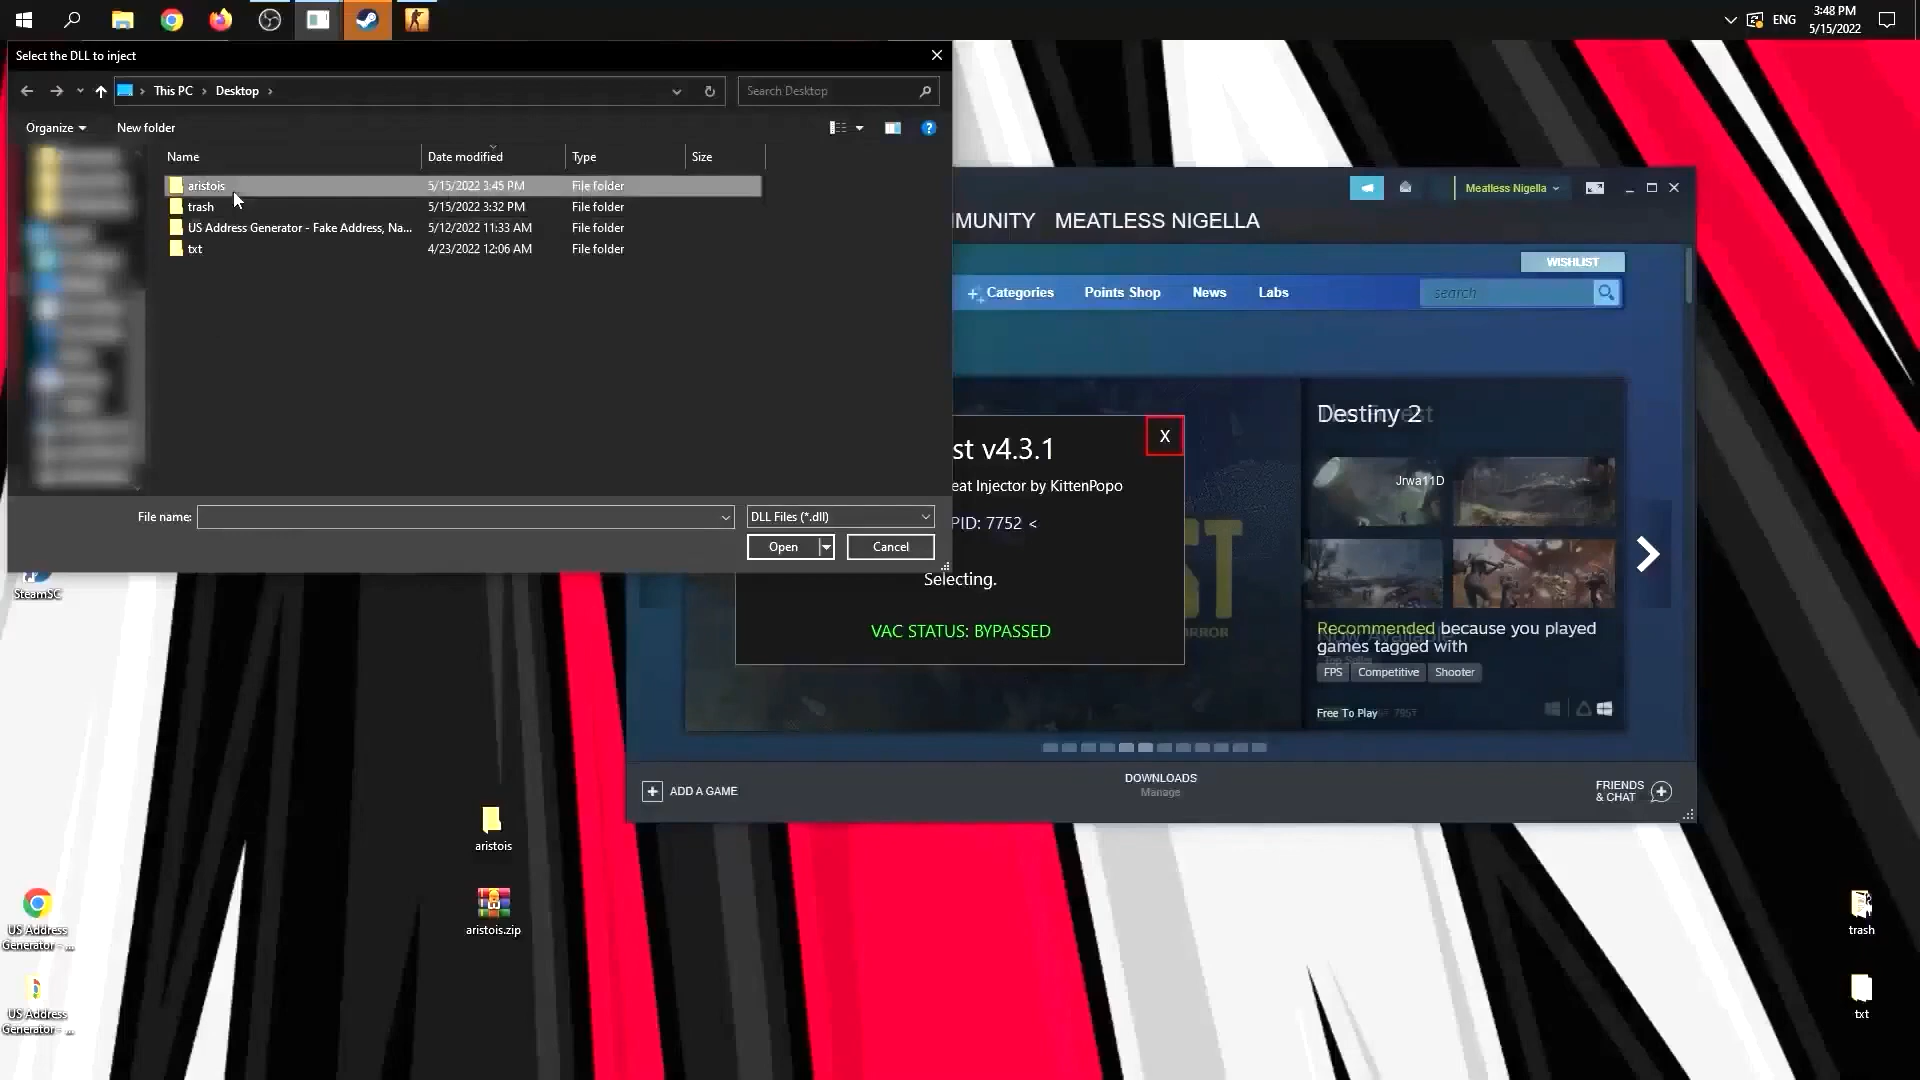 ENG
3:48 PM
5/15/2022
Select the DLL to inject
This PC > Desktop >
Search Desktop
Organize
New folder
Name
Date modified
Type
Size
aristois
5/15/2022 3:45 PM
File folder
trash
5/15/2022 3:32 PM
File folder
US Address Generator - Fake Address, Na...
5/12/2022 11:33 AM
File folder
txt
4/23/2022 12:06 AM
File folder
File name:
DLL Files (*.dll)
Open
Cancel
Meatless Nigella
MUNITY
MEATLESS NIGELLA
WISHLIST
Categories
Points Shop
News
Labs
search
Destiny 2
Jrwa11D
Recommended because you played
games tagged with
FPS
Competitive
Shooter
Free To Play
X
st v4.3.1
eat Injector by KittenPopo
PID: 7752 <
Selecting.
VAC STATUS: BYPASSED
ST
RROR
ADD A GAME
DOWNLOADS
Manage
FRIENDS
& CHAT
SteamSC
aristois
aristois.zip
US Address
Generator - ...
US Address
Generator - ...
trash
txt